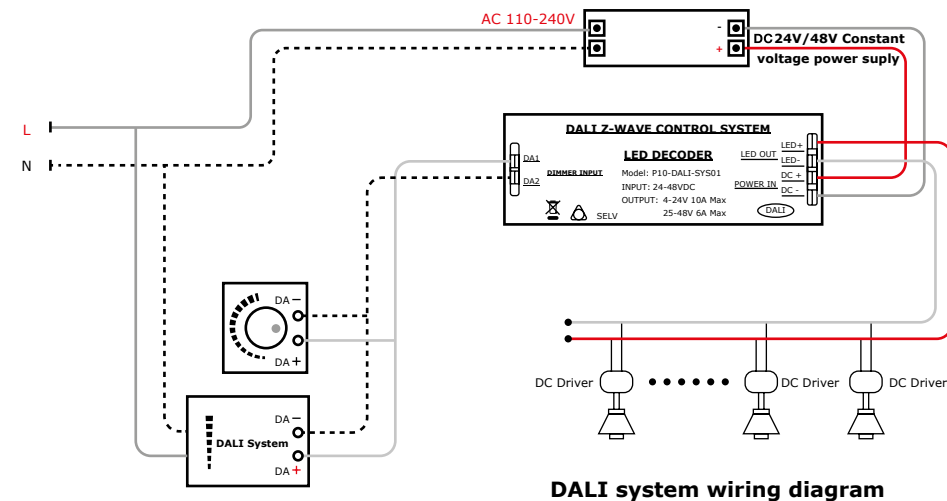 AC 110-240V
-
+
DC24V/48V Constant
voltage power suply
L
N
DALI Z-WAVE CONTROL SYSTEM
LED DECODER
Model: P10-DALI-SYS01
INPUT: 24-48VDC
OUTPUT: 4-24V 10A Max
25-48V 6A Max
DA1
DA2
DIMMER INPUT
SELV
LED OUT
POWER IN
LED+
LED-
DC +
DC -
DALI
DA −
DA +
DALI System
DA −
DA +
DC Driver
DC Driver
DC Driver
DALI system wiring diagram